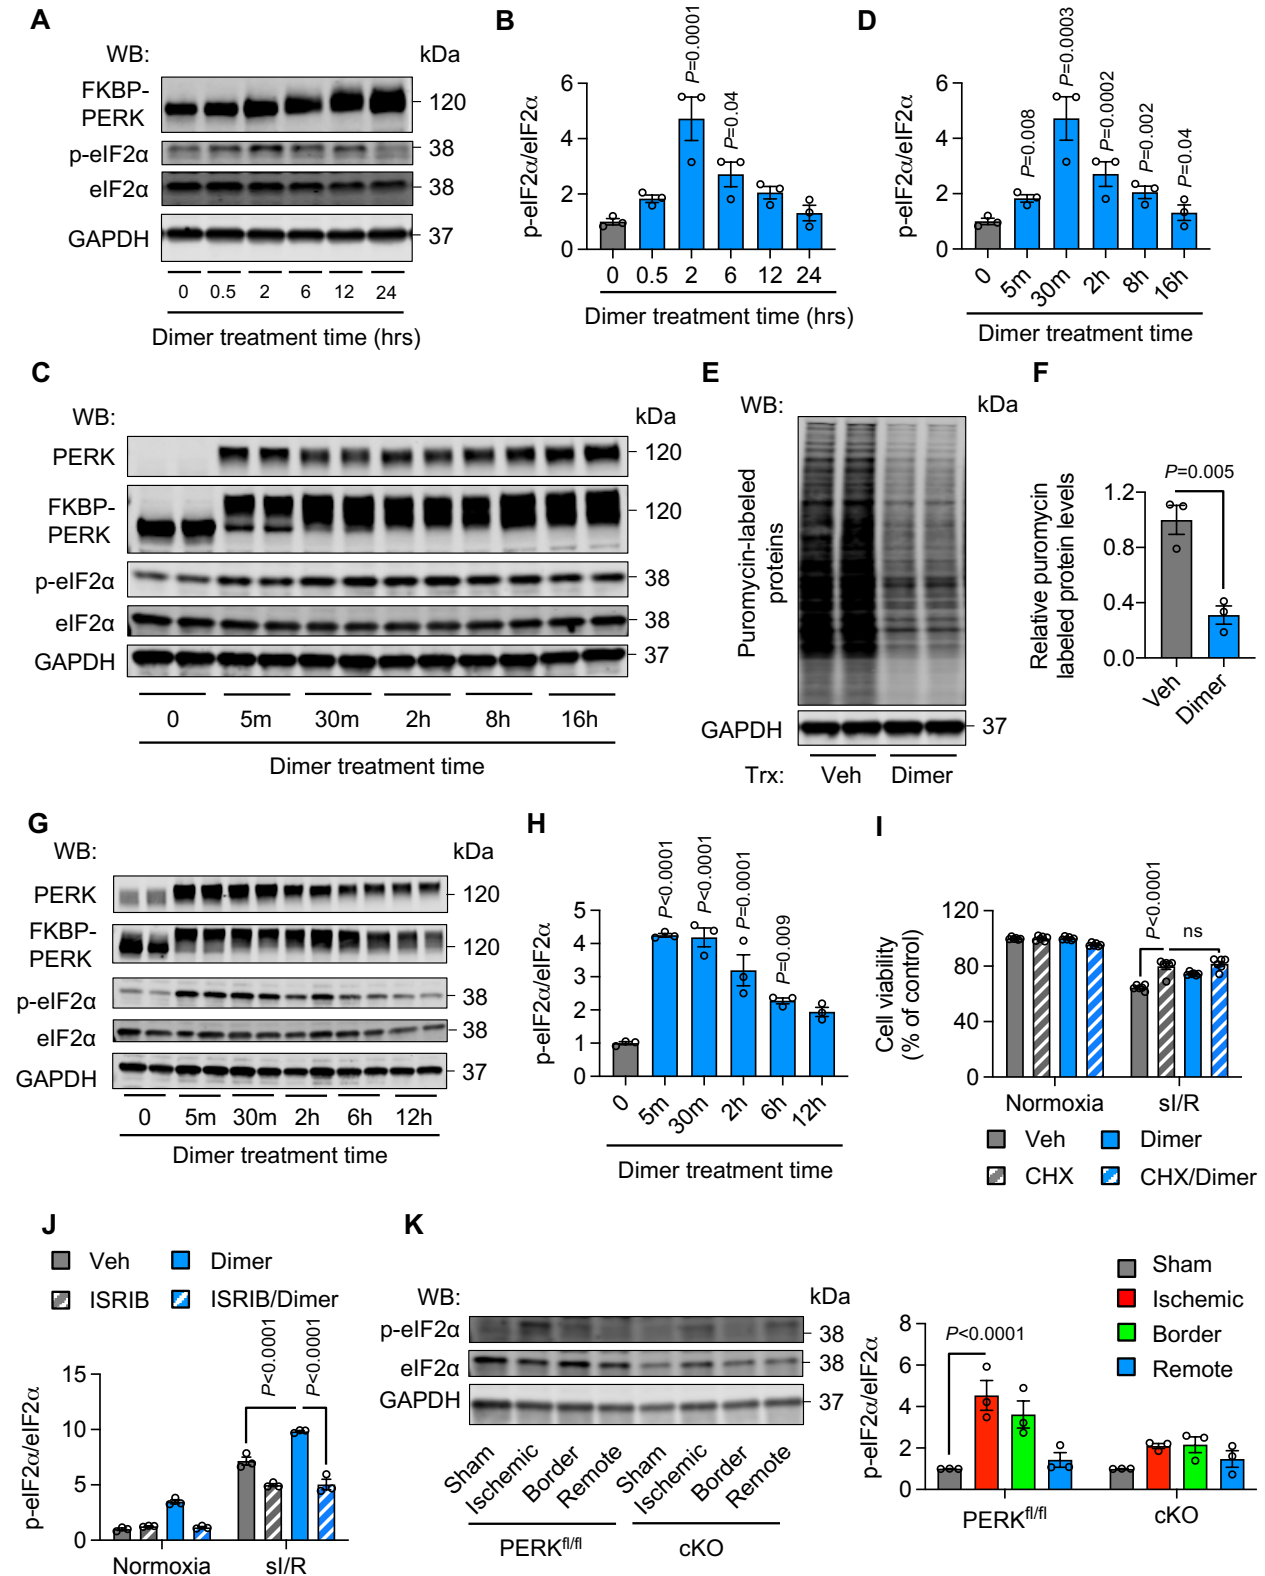 A
WB:
kDa
FKBP-
PERK
120
p-eIF2α
38
eIF2α
38
GAPDH
37
0 0.5 2 6 12 24
Dimer treatment time (hrs)
B
p-eIF2α/eIF2α
6
4
2
0
P=0.0001
P=0.04
0 0.5 2 6 12 24
Dimer treatment time (hrs)
D
p-eIF2α/eIF2α
6
4
2
0
P=0.008
P=0.0003
P=0.0002
P=0.002
P=0.04
0 5m 30m 2h 8h 16h
Dimer treatment time
C
WB:
kDa
PERK
120
FKBP-
PERK
120
p-eIF2α
38
eIF2α
38
GAPDH
37
0 5m 30m 2h 8h 16h
Dimer treatment time
E
WB:
kDa
Puromycin-labeled
proteins
GAPDH
37
Trx: Veh Dimer
F
P=0.005
Relative puromycin
labeled protein levels
1.2
0.8
0.4
0.0
Veh Dimer
G
WB:
kDa
PERK
120
FKBP-
PERK
120
p-eIF2α
38
eIF2α
38
GAPDH
37
0 5m 30m 2h 6h 12h
Dimer treatment time
H
p-eIF2α/eIF2α
5
4
3
2
1
0
P<0.0001
P<0.0001
P=0.0001
P=0.009
0 5m 30m 2h 6h 12h
Dimer treatment time
I
Cell viability
(% of control)
120
80
40
0
P<0.0001
ns
Normoxia sI/R
Veh Dimer
CHX CHX/Dimer
J
Veh Dimer
ISRIB ISRIB/Dimer
p-eIF2α/eIF2α
15
10
5
0
P<0.0001
P<0.0001
Normoxia sI/R
K
WB:
kDa
p-eIF2α
38
eIF2α
38
GAPDH
37
Sham Ischemic Border Remote Sham Ischemic Border Remote
PERKfl/fl cKO
Sham
Ischemic
Border
Remote
p-eIF2α/eIF2α
8
6
4
2
0
P<0.0001
PERKfl/fl cKO